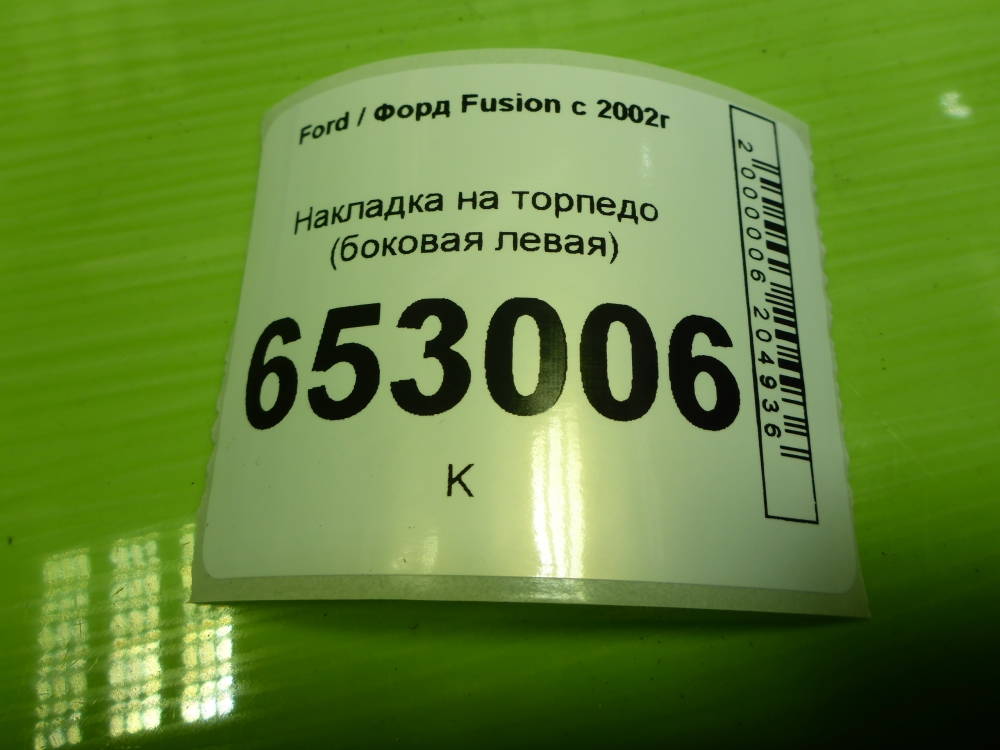 Ford / Форд Fusion с 2002г
Накладка на торпедо
(боковая левая)
653006
К
2000006204936